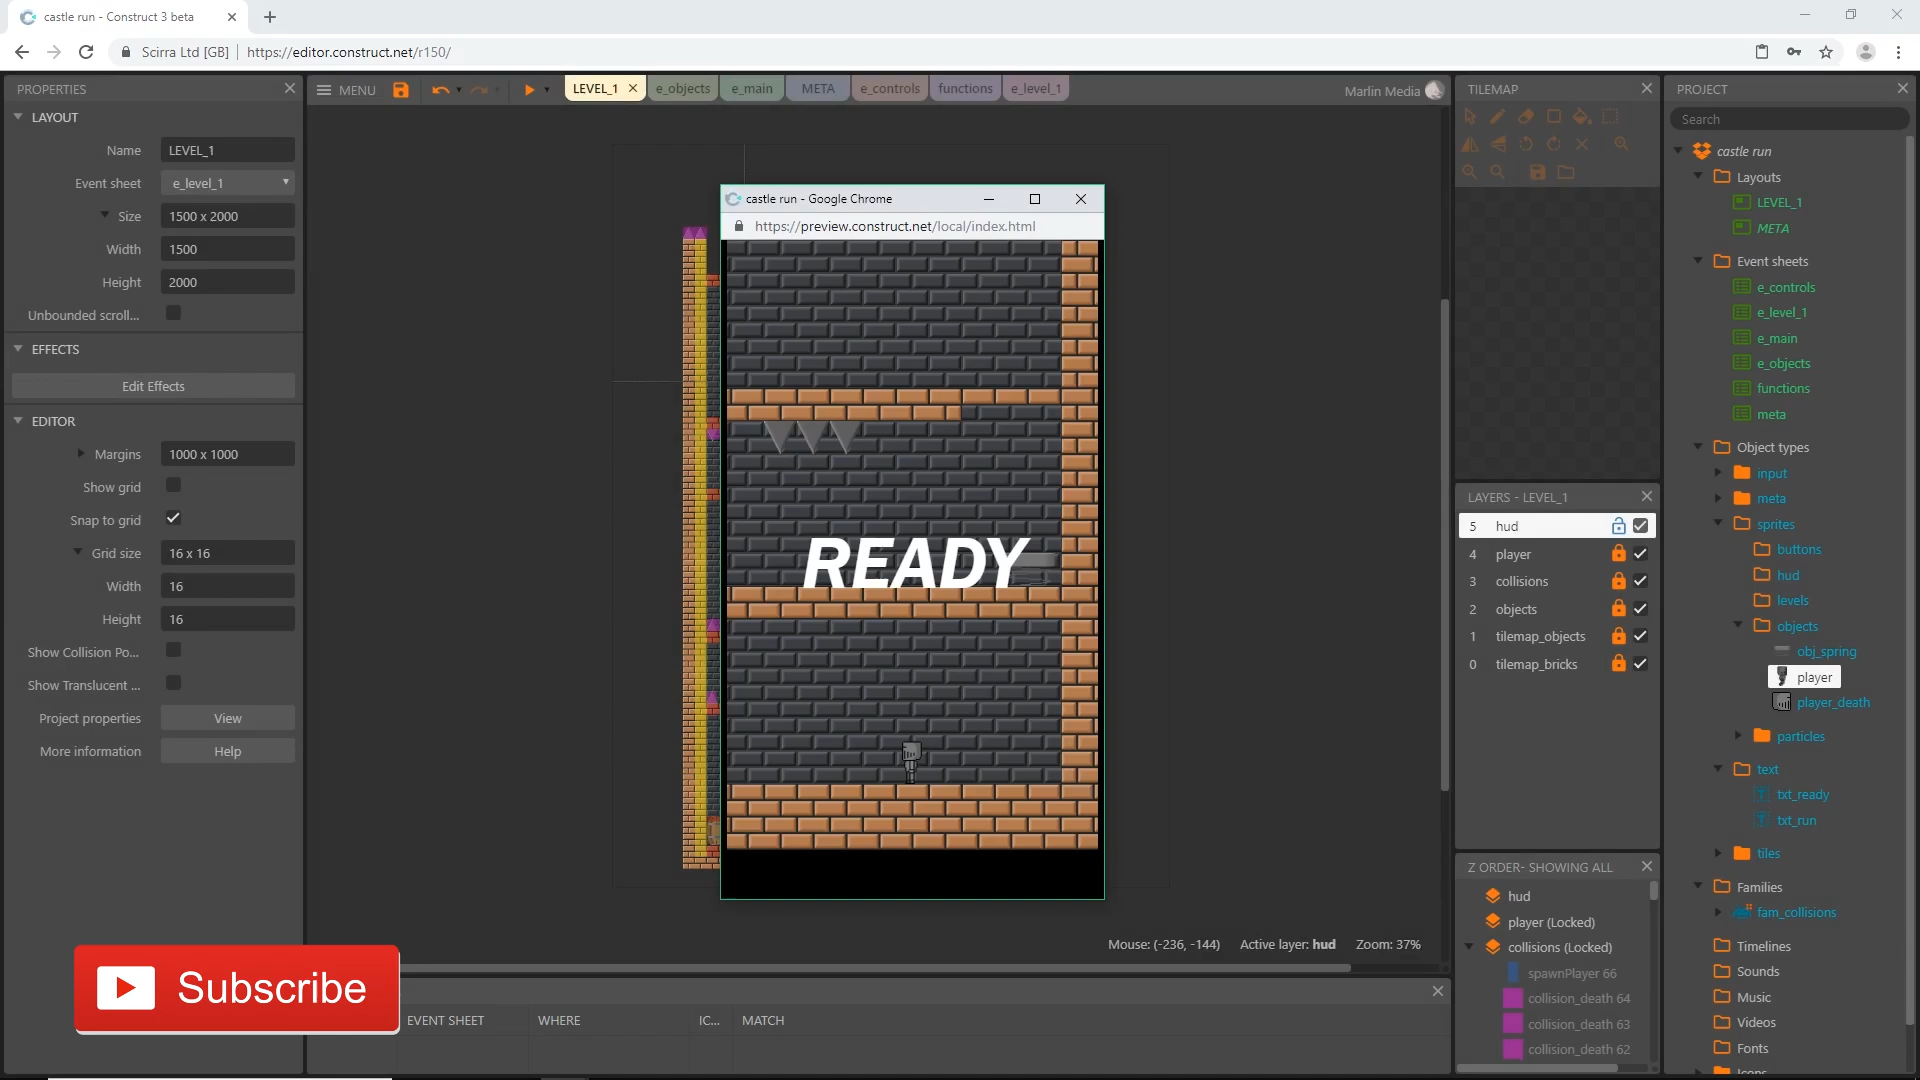 castle run - Construct 3 beta
Scirra Ltd [GB]
https://editor.construct.net/r150/
PROPERTIES
LAYOUT
Name LEVEL_1
Event sheet e_level_1
Size 1500 x 2000
Width 1500
Height 2000
Unbounded scroll...
EFFECTS
Edit Effects
EDITOR
Margins 1000 x 1000
Show grid
Snap to grid
Grid size 16 x 16
Width 16
Height 16
Show Collision Po...
Show Translucent ...
Project properties View
More information Help
Subscribe
MENU
LEVEL_1
e_objects
e_main
META
e_controls
functions
e_level_1
Marlin Media
castle run - Google Chrome
https://preview.construct.net/local/index.html
READY
Mouse: (-236, -144) Active layer: hud Zoom: 37%
EVENT SHEET WHERE IC... MATCH
TILEMAP
LAYERS - LEVEL_1
5 hud
4 player
3 collisions
2 objects
1 tilemap_objects
0 tilemap_bricks
Z ORDER- SHOWING ALL
hud
player (Locked)
collisions (Locked)
spawnPlayer 66
collision_death 64
collision_death 63
collision_death 62
PROJECT
Search
castle run
Layouts
LEVEL_1
META
Event sheets
e_controls
e_level_1
e_main
e_objects
functions
meta
Object types
input
meta
sprites
buttons
hud
levels
objects
obj_spring
player
player_death
particles
text
txt_ready
txt_run
tiles
Families
fam_collisions
Timelines
Sounds
Music
Videos
Fonts
Icons